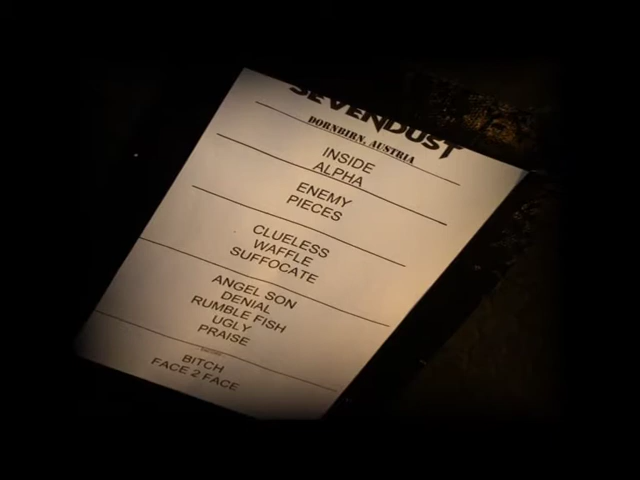 SEVENDUST
DORNBIRN, AUSTRIA
INSIDE
ALPHA
ENEMY
PIECES
CLUELESS
WAFFLE
SUFFOCATE
ANGEL SON
DENIAL
RUMBLE FISH
UGLY
PRAISE
BITCH
FACE 2 FACE